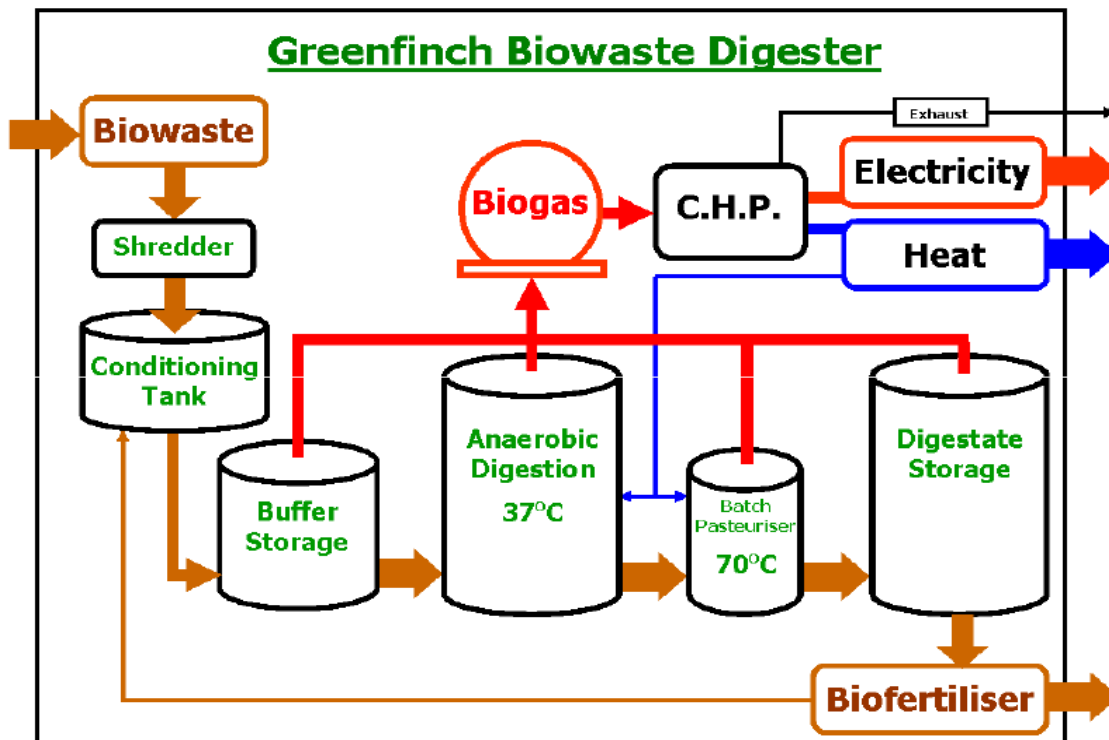 Greenfinch Biowaste Digester
Biowaste
Exhaust
Electricity
Biogas
C.H.P.
Shredder
Heat
Conditioning
Tank
Anaerobic
Digestion
37°C
Digestate
Storage
Buffer
Storage
Batch
Pasteuriser
70°C
Biofertiliser